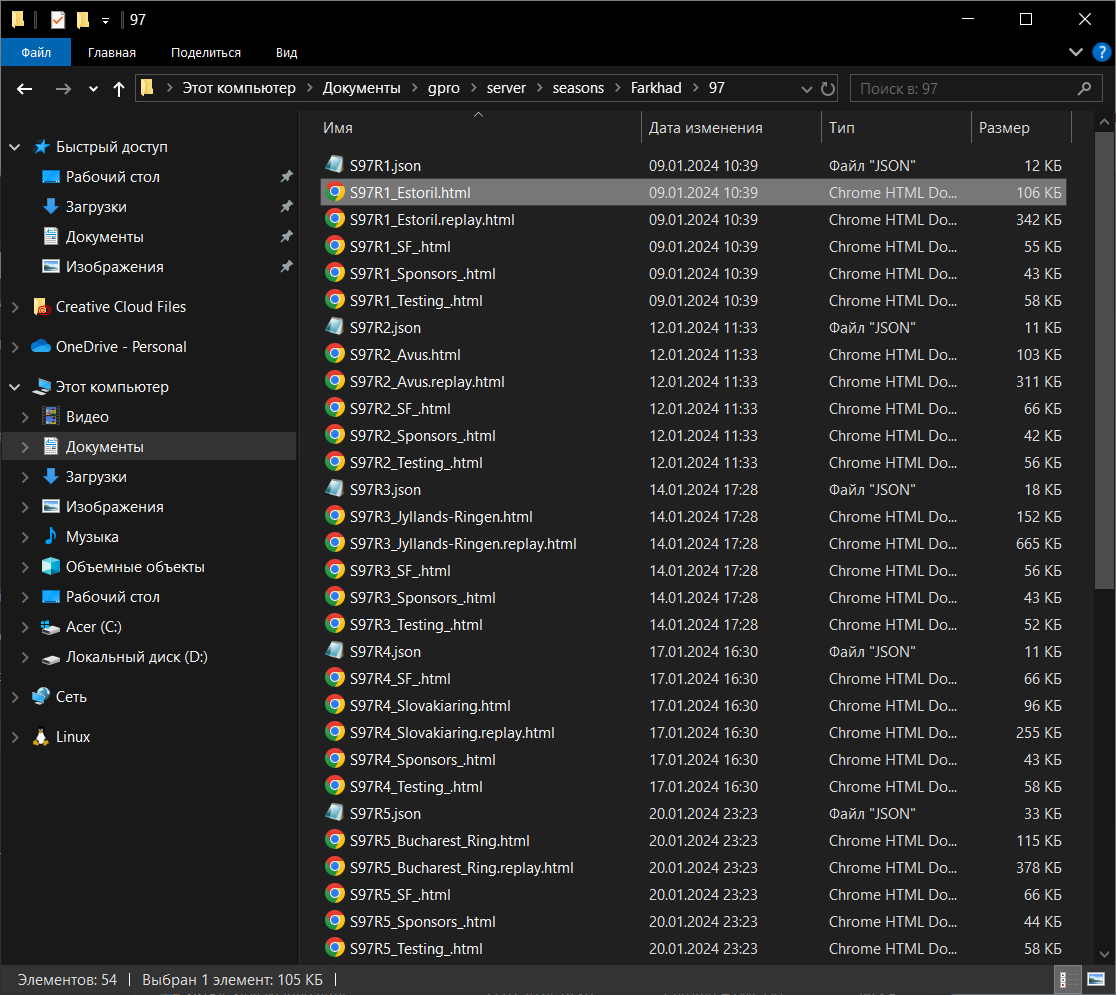 97
Файл Главная Поделиться Вид
Этот компьютер Документы gpro server seasons Farkhad 97 Поиск в: 97
Быстрый доступ
Рабочий стол
Загрузки
Документы
Изображения
Creative Cloud Files
OneDrive - Personal
Этот компьютер
Видео
Документы
Загрузки
Изображения
Музыка
Объемные объекты
Рабочий стол
Acer (C:)
Локальный диск (D:)
Сеть
Linux
Имя Дата изменения Тип Размер
S97R1.json 09.01.2024 10:39 Файл "JSON" 12 КБ
S97R1_Estoril.html 09.01.2024 10:39 Chrome HTML Do... 106 КБ
S97R1_Estoril.replay.html 09.01.2024 10:39 Chrome HTML Do... 342 КБ
S97R1_SF_.html 09.01.2024 10:39 Chrome HTML Do... 55 КБ
S97R1_Sponsors_.html 09.01.2024 10:39 Chrome HTML Do... 43 КБ
S97R1_Testing_.html 09.01.2024 10:39 Chrome HTML Do... 58 КБ
S97R2.json 12.01.2024 11:33 Файл "JSON" 11 КБ
S97R2_Avus.html 12.01.2024 11:33 Chrome HTML Do... 103 КБ
S97R2_Avus.replay.html 12.01.2024 11:33 Chrome HTML Do... 311 КБ
S97R2_SF_.html 12.01.2024 11:33 Chrome HTML Do... 66 КБ
S97R2_Sponsors_.html 12.01.2024 11:33 Chrome HTML Do... 42 КБ
S97R2_Testing_.html 12.01.2024 11:33 Chrome HTML Do... 56 КБ
S97R3.json 14.01.2024 17:28 Файл "JSON" 18 КБ
S97R3_Jyllands-Ringen.html 14.01.2024 17:28 Chrome HTML Do... 152 КБ
S97R3_Jyllands-Ringen.replay.html 14.01.2024 17:28 Chrome HTML Do... 665 КБ
S97R3_SF_.html 14.01.2024 17:28 Chrome HTML Do... 56 КБ
S97R3_Sponsors_.html 14.01.2024 17:28 Chrome HTML Do... 43 КБ
S97R3_Testing_.html 14.01.2024 17:28 Chrome HTML Do... 52 КБ
S97R4.json 17.01.2024 16:30 Файл "JSON" 11 КБ
S97R4_SF_.html 17.01.2024 16:30 Chrome HTML Do... 66 КБ
S97R4_Slovakiaring.html 17.01.2024 16:30 Chrome HTML Do... 96 КБ
S97R4_Slovakiaring.replay.html 17.01.2024 16:30 Chrome HTML Do... 255 КБ
S97R4_Sponsors_.html 17.01.2024 16:30 Chrome HTML Do... 43 КБ
S97R4_Testing_.html 17.01.2024 16:30 Chrome HTML Do... 58 КБ
S97R5.json 20.01.2024 23:23 Файл "JSON" 33 КБ
S97R5_Bucharest_Ring.html 20.01.2024 23:23 Chrome HTML Do... 115 КБ
S97R5_Bucharest_Ring.replay.html 20.01.2024 23:23 Chrome HTML Do... 378 КБ
S97R5_SF_.html 20.01.2024 23:23 Chrome HTML Do... 66 КБ
S97R5_Sponsors_.html 20.01.2024 23:23 Chrome HTML Do... 44 КБ
S97R5_Testing_.html 20.01.2024 23:23 Chrome HTML Do... 58 КБ
Элементов: 54 Выбран 1 элемент: 105 КБ